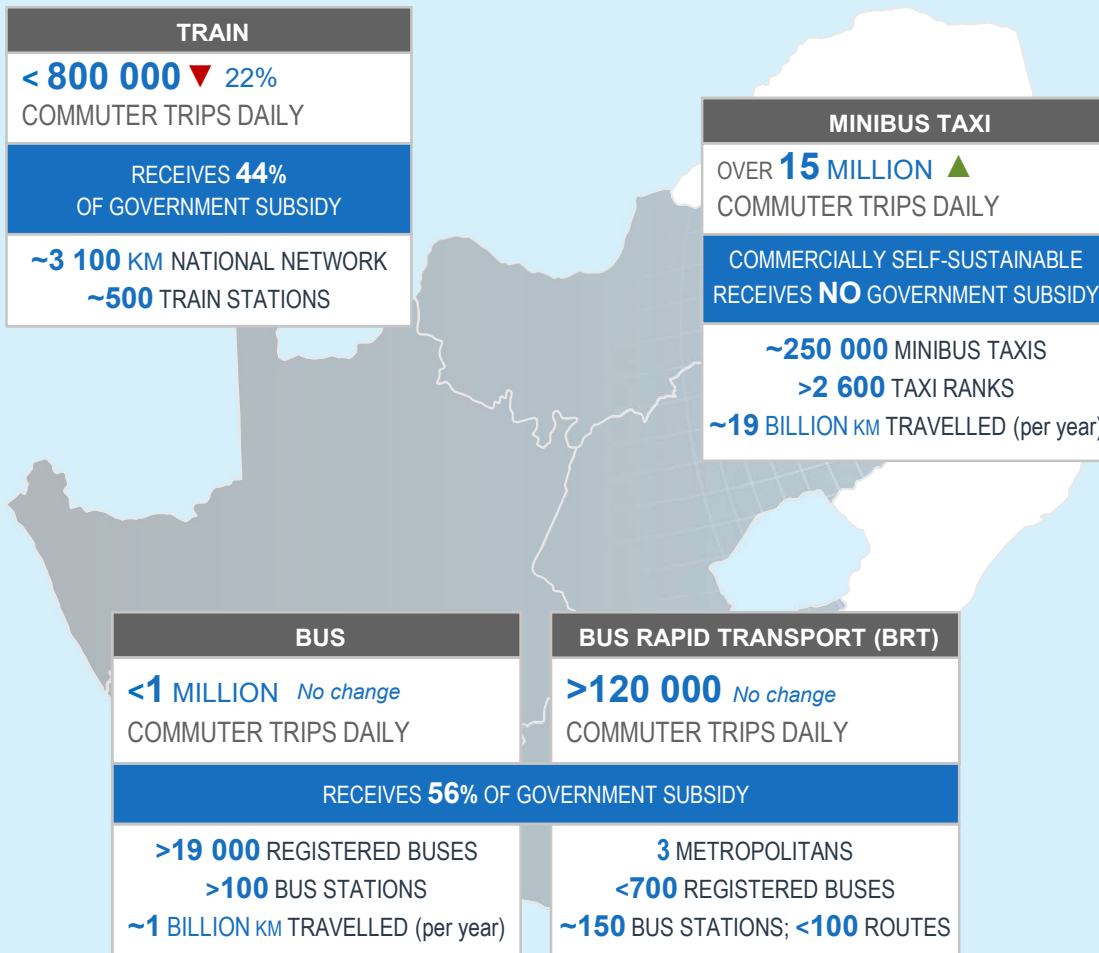 TRAIN
< 800 000 ▼ 22%
COMMUTER TRIPS DAILY
RECEIVES 44%
OF GOVERNMENT SUBSIDY
~3 100 KM NATIONAL NETWORK
~500 TRAIN STATIONS
MINIBUS TAXI
OVER 15 MILLION ▲
COMMUTER TRIPS DAILY
COMMERCIALLY SELF-SUSTAINABLE
RECEIVES NO GOVERNMENT SUBSIDY
~250 000 MINIBUS TAXIS
>2 600 TAXI RANKS
~19 BILLION KM TRAVELLED (per year)
BUS
<1 MILLION No change
COMMUTER TRIPS DAILY
BUS RAPID TRANSPORT (BRT)
>120 000 No change
COMMUTER TRIPS DAILY
RECEIVES 56% OF GOVERNMENT SUBSIDY
>19 000 REGISTERED BUSES
>100 BUS STATIONS
~1 BILLION KM TRAVELLED (per year)
3 METROPOLITANS
<700 REGISTERED BUSES
~150 BUS STATIONS; <100 ROUTES